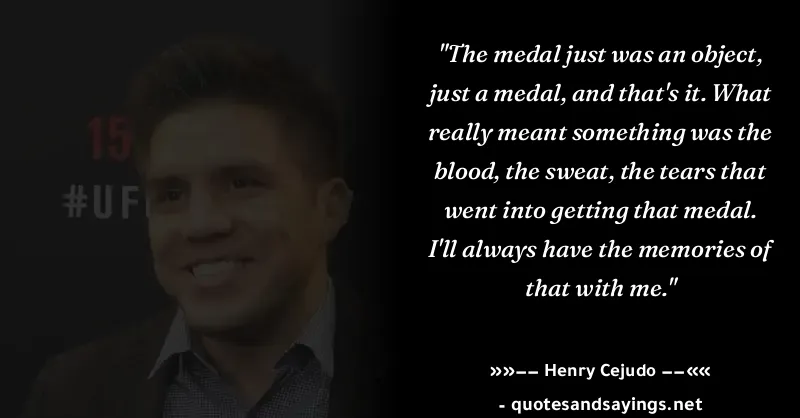 15
#UF
"The medal just was an object,
just a medal, and that's it. What
really meant something was the
blood, the sweat, the tears that
went into getting that medal.
I'll always have the memories of
that with me."
»»–– Henry Cejudo ––««
- quotesandsayings.net